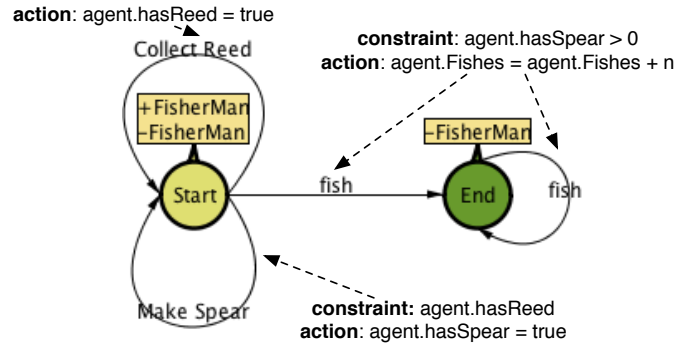 action: agent.hasReed = true
Collect Reed
constraint: agent.hasSpear > 0
action: agent.Fishes = agent.Fishes + n
+FisherMan
-FisherMan
-FisherMan
Start
fish
End
fish
Make Spear
constraint: agent.hasReed
action: agent.hasSpear = true